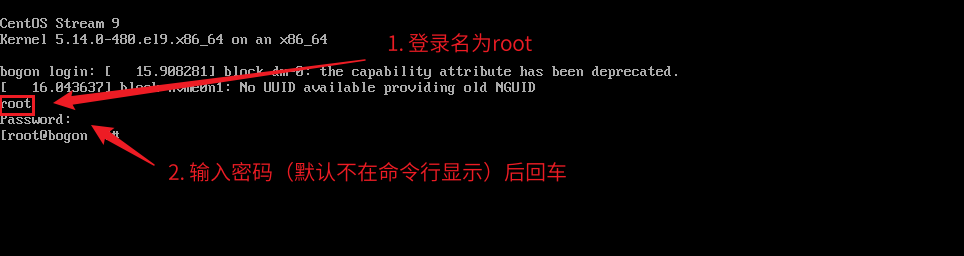 CentOS Stream 9
Kernel 5.14.0-480.el9.x86_64 on an x86_64
1. 登录名为root
bogon login: [   15.908281] block dm-0: the capability attribute has been deprecated.
[   16.043637] block nvme0n1: No UUID available providing old NGUID
root
Password:
[root@bogon #
2. 输入密码（默认不在命令行显示）后回车